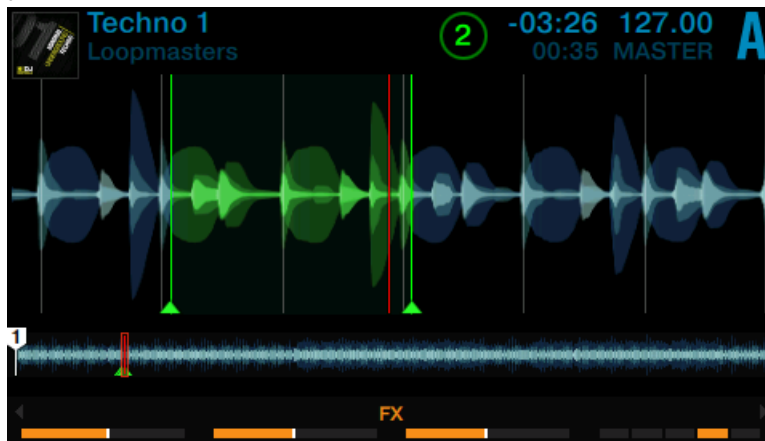 Techno 1
Loopmasters
2
-03:26 127.00
00:35 MASTER
A
1
FX